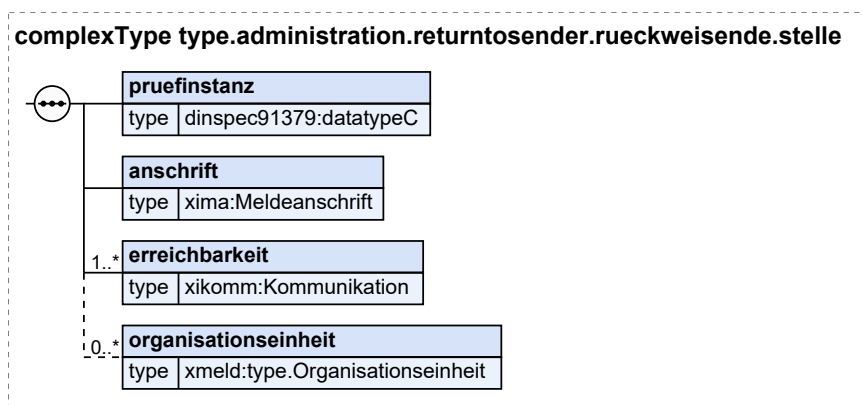 complexType type.administration.returntosender.rueckweisende.stelle
pruefinstanz
type dinspec91379:datatypeC
anschrift
type xima:Meldeanschrift
1..* erreichbarkeit
type xikomm:Kommunikation
0..* organisationseinheit
type xmeld:type.Organisationseinheit